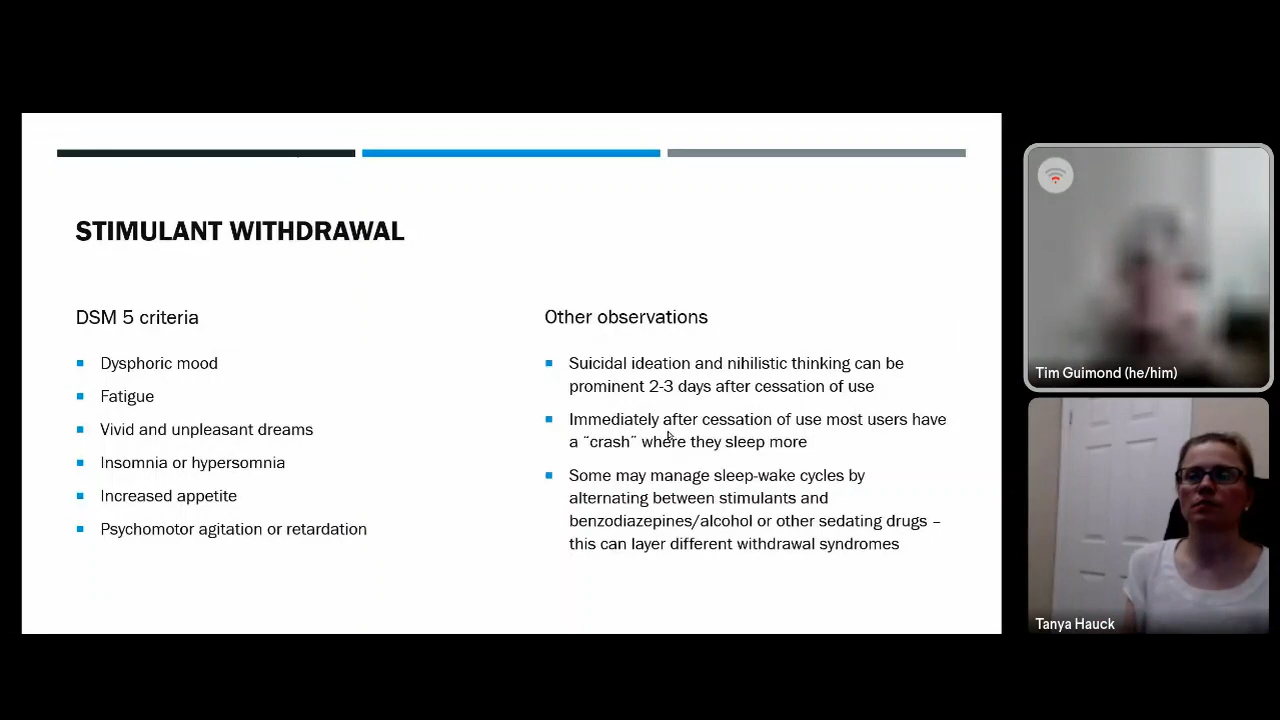 STIMULANT WITHDRAWAL
DSM 5 criteria
Dysphoric mood
Fatigue
Vivid and unpleasant dreams
Insomnia or hypersomnia
Increased appetite
Psychomotor agitation or retardation
Other observations
Suicidal ideation and nihilistic thinking can be
prominent 2-3 days after cessation of use
Immediately after cessation of use most users have
a “crash” where they sleep more
Some may manage sleep-wake cycles by
alternating between stimulants and
benzodiazepines/alcohol or other sedating drugs –
this can layer different withdrawal syndromes
Tim Guimond (he/him)
Tanya Hauck